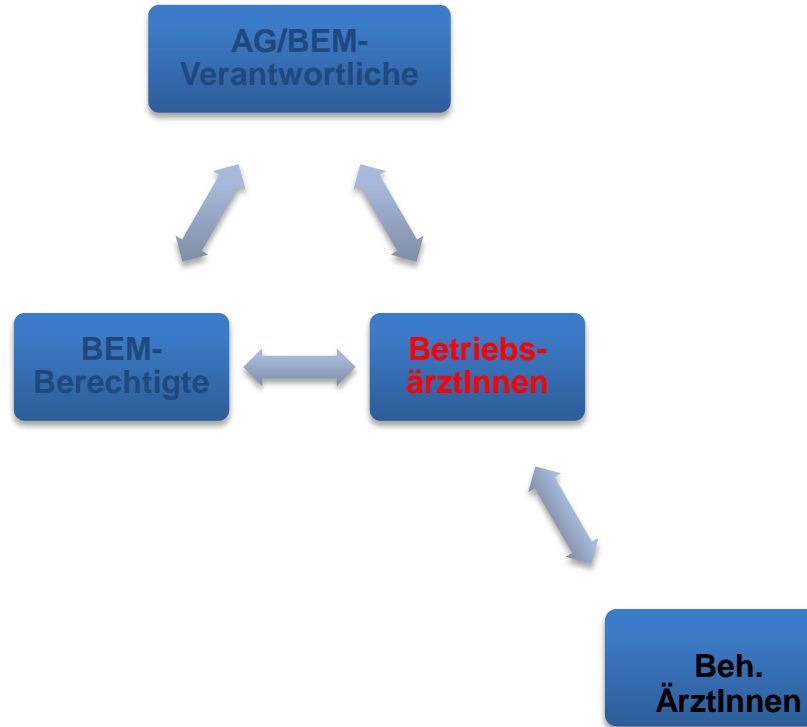 AG/BEM-
Verantwortliche
BEM-
Berechtigte
Betriebs-
ärztInnen
Beh.
ÄrztInnen